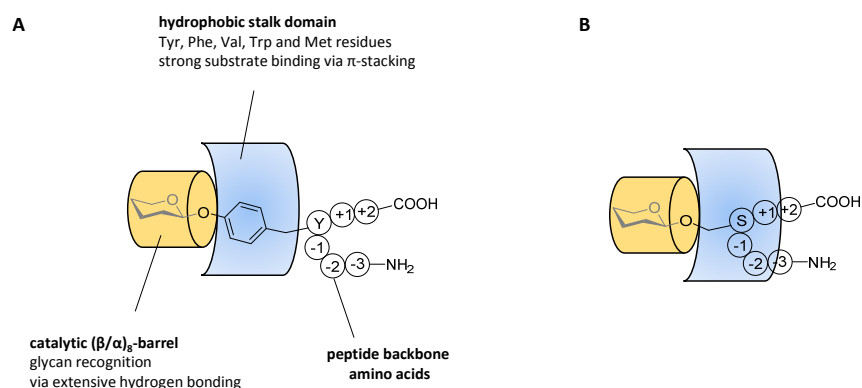 A
hydrophobic stalk domain
Tyr, Phe, Val, Trp and Met residues
strong substrate binding via π-stacking
O
O
Y
+1
+2
COOH
-1
-2
-3
NH2
catalytic (β/α)8-barrel
glycan recognition
via extensive hydrogen bonding
peptide backbone
amino acids
B
O
O
S
+1
+2
COOH
-1
-2
-3
NH2